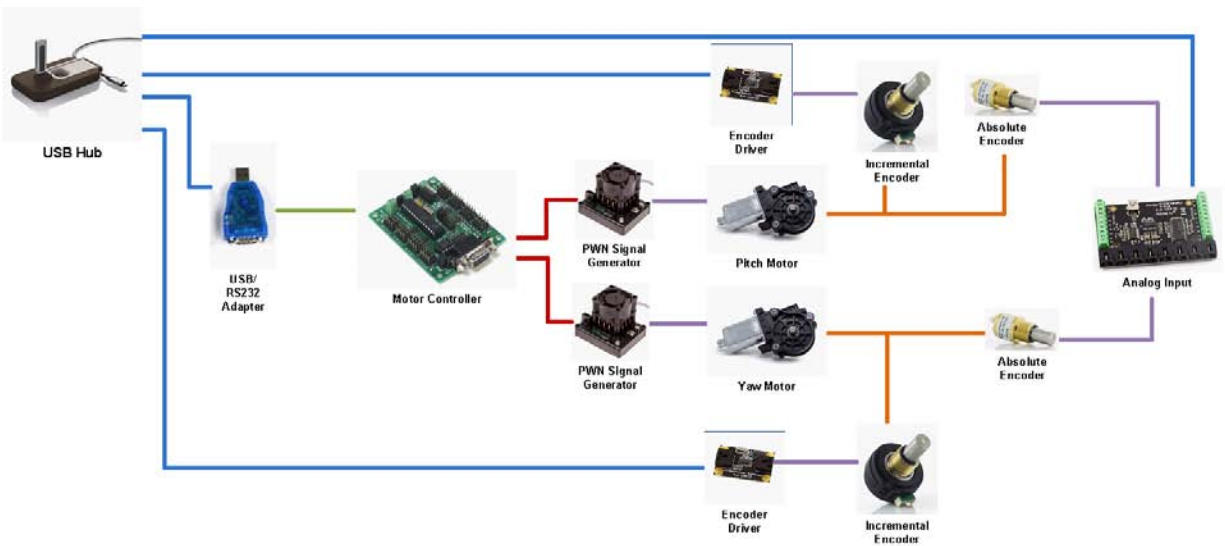 USB Hub
Encoder
Driver
Incremental
Encoder
Absolute
Encoder
USB/
RS232
Adapter
Motor Controller
PWN Signal
Generator
Pitch Motor
Analog Input
PWN Signal
Generator
Yaw Motor
Absolute
Encoder
Encoder
Driver
Incremental
Encoder